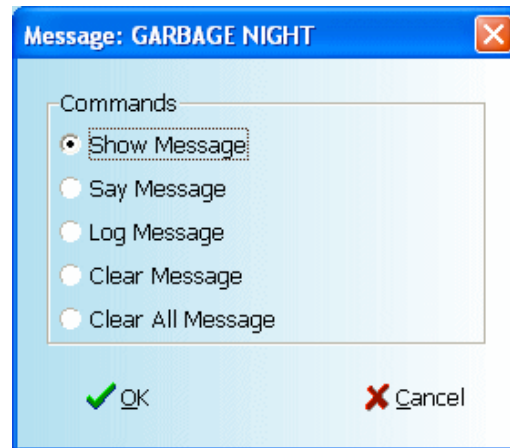 Message: GARBAGE NIGHT
Commands
Show Message
Say Message
Log Message
Clear Message
Clear All Message
OK
Cancel